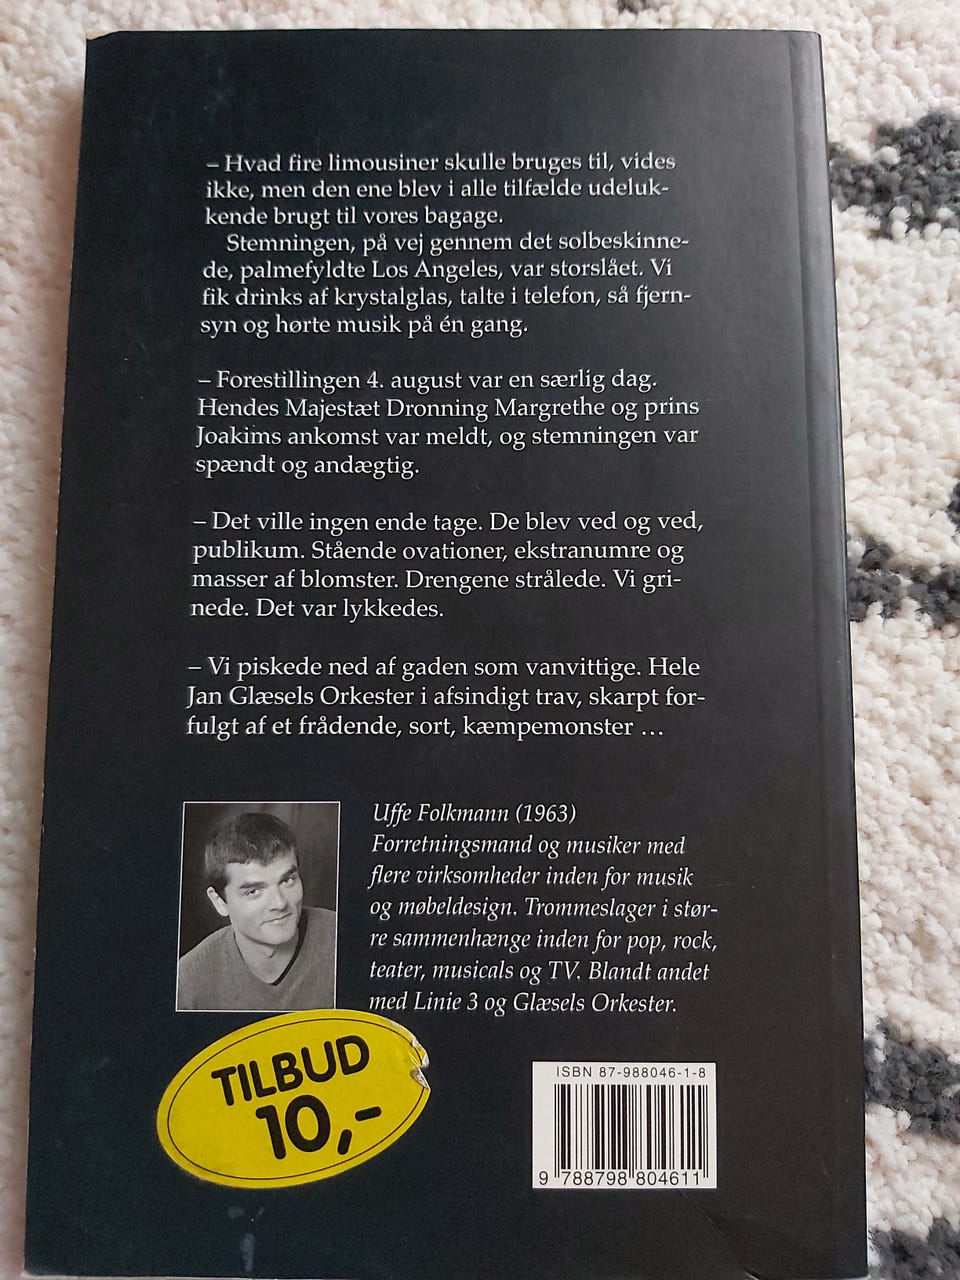 – Hvad fire limousiner skulle bruges til, vides
ikke, men den ene blev i alle tilfælde udeluk-
kende brugt til vores bagage.
Stemningen, på vej gennem det solbeskinne-
de, palmefyldte Los Angeles, var storslået. Vi
fik drinks af krystalglas, talte i telefon, så fjern-
syn og hørte musik på én gang.
– Forestillingen 4. august var en særlig dag.
Hendes Majestæt Dronning Margrethe og prins
Joakims ankomst var meldt, og stemningen var
spændt og andægtig.
– Det ville ingen ende tage. De blev ved og ved,
publikum. Stående ovationer, ekstranumre og
masser af blomster. Drengene strålede. Vi gri-
nede. Det var lykkedes.
– Vi piskede ned af gaden som vanvittige. Hele
Jan Glæsels Orkester i afsindigt trav, skarpt for-
fulgt af et frådende, sort, kæmpemonster ...
Uffe Folkmann (1963)
Forretningsmand og musiker med
flere virksomheder inden for musik
og møbeldesign. Trommeslager i stør-
re sammenhænge inden for pop, rock,
teater, musicals og TV. Blandt andet
med Linie 3 og Glæsels Orkester.
TILBUD
10,-
ISBN 87-988046-1-8
9 788798 804611